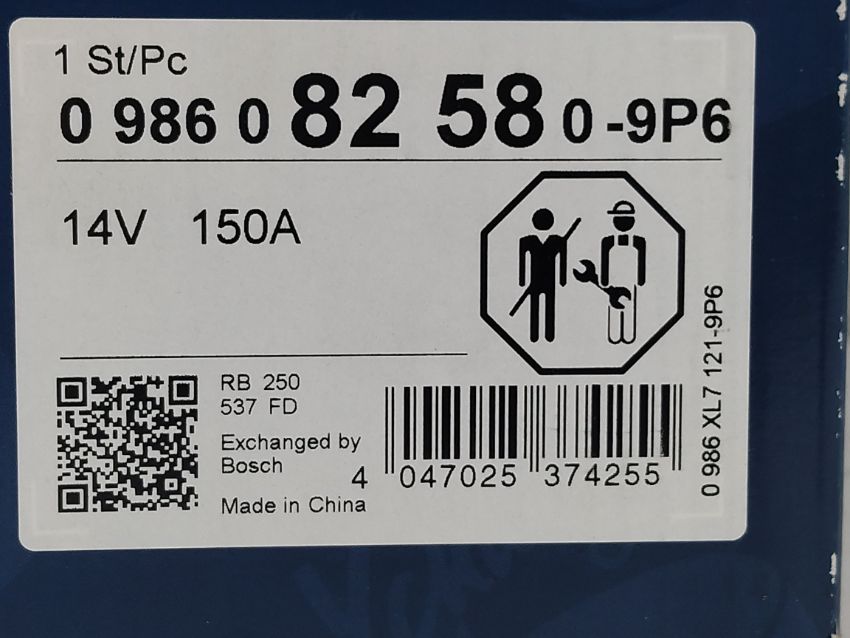 1 St/Pc
0 986 0 82 58 0 -9P6
14V 150A
RB 250
537 FD
Exchanged by
Bosch
Made in China
4 047025 374255
0 986 XL7 121-9P6